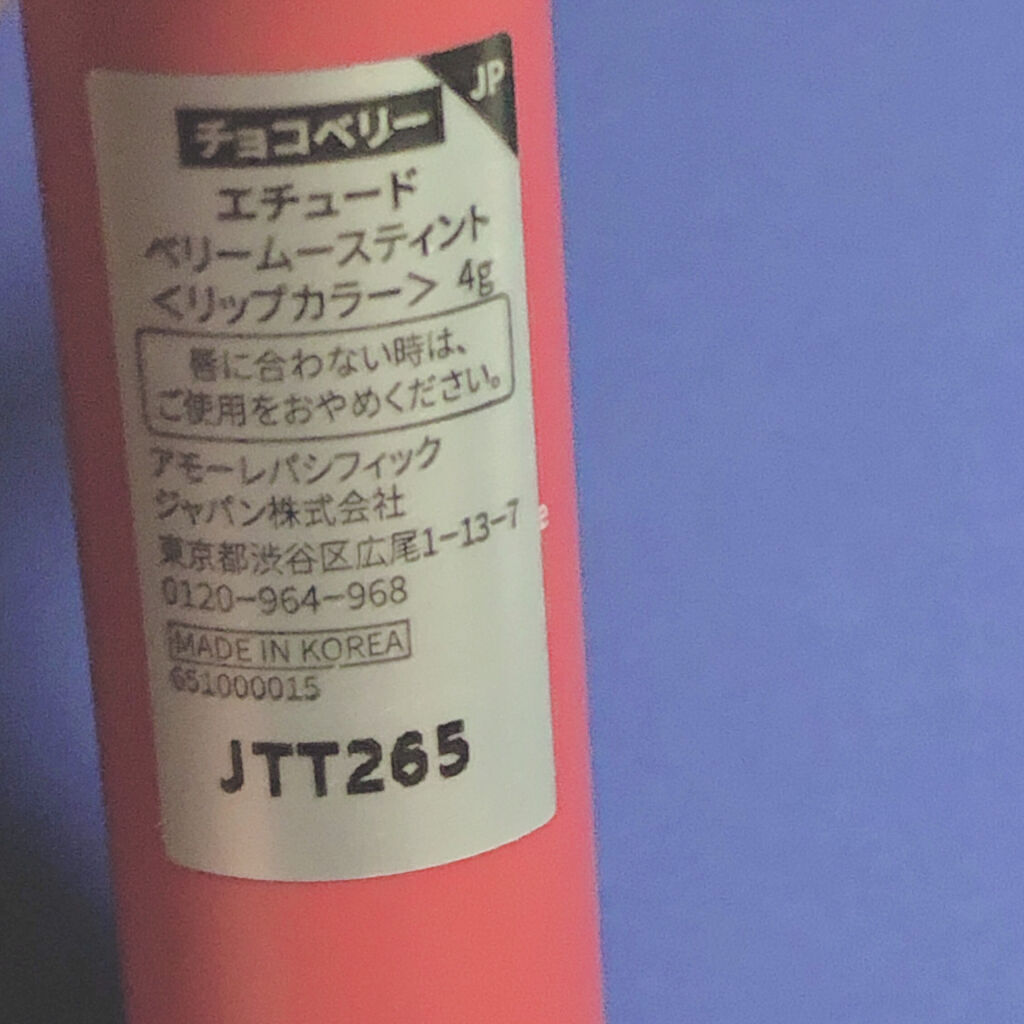 JP
チョコベリー
エチュード
ベリームースティント
<リップカラー> 4g
唇に合わない時は、
ご使用をおやめください。
アモーレパシフィック
ジャパン株式会社
東京都渋谷区広尾1-13-7
0120-964-968
MADE IN KOREA
651000015
JTT265